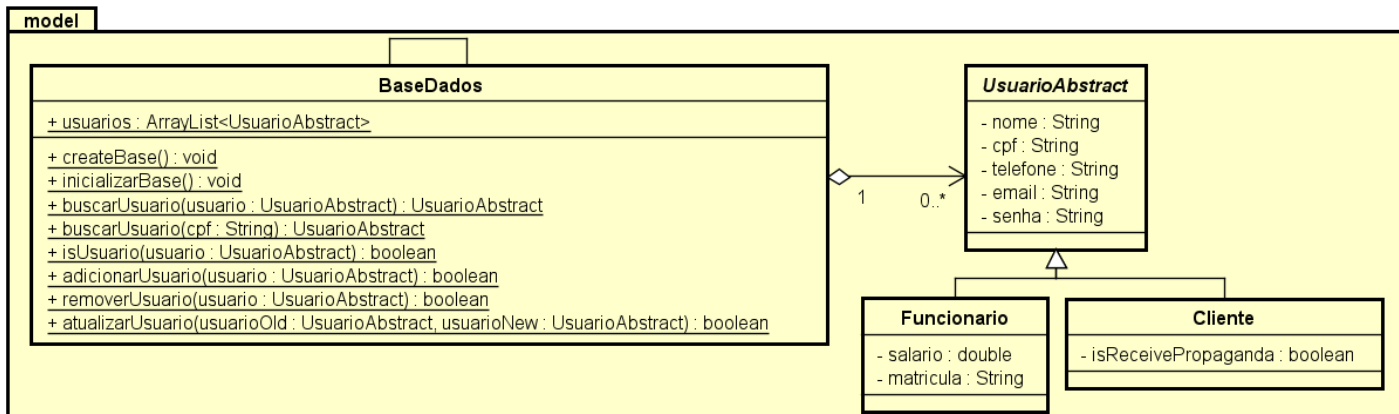 model
BaseDados
+ usuarios : ArrayList<UsuarioAbstract>
+ createBase() : void
+ inicializarBase() : void
+ buscarUsuario(usuario : UsuarioAbstract) : UsuarioAbstract
+ buscarUsuario(cpf : String) : UsuarioAbstract
+ isUsuario(usuario : UsuarioAbstract) : boolean
+ adicionarUsuario(usuario : UsuarioAbstract) : boolean
+ removerUsuario(usuario : UsuarioAbstract) : boolean
+ atualizarUsuario(usuarioOld : UsuarioAbstract, usuarioNew : UsuarioAbstract) : boolean
1
0..*
UsuarioAbstract
- nome : String
- cpf : String
- telefone : String
- email : String
- senha : String
Funcionario
- salario : double
- matricula : String
Cliente
- isReceivePropaganda : boolean